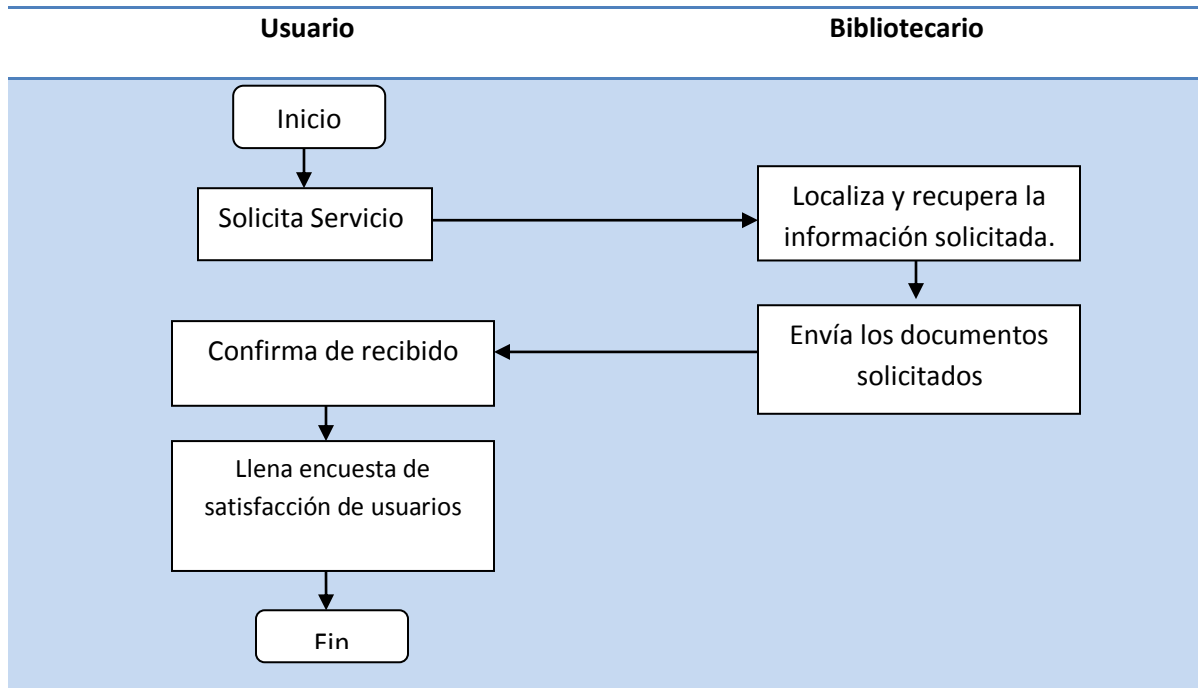 Usuario
Bibliotecario
Inicio
Solicita Servicio
Localiza y recupera la
información solicitada.
Envía los documentos
solicitados
Confirma de recibido
Llena encuesta de
satisfacción de usuarios
Fin